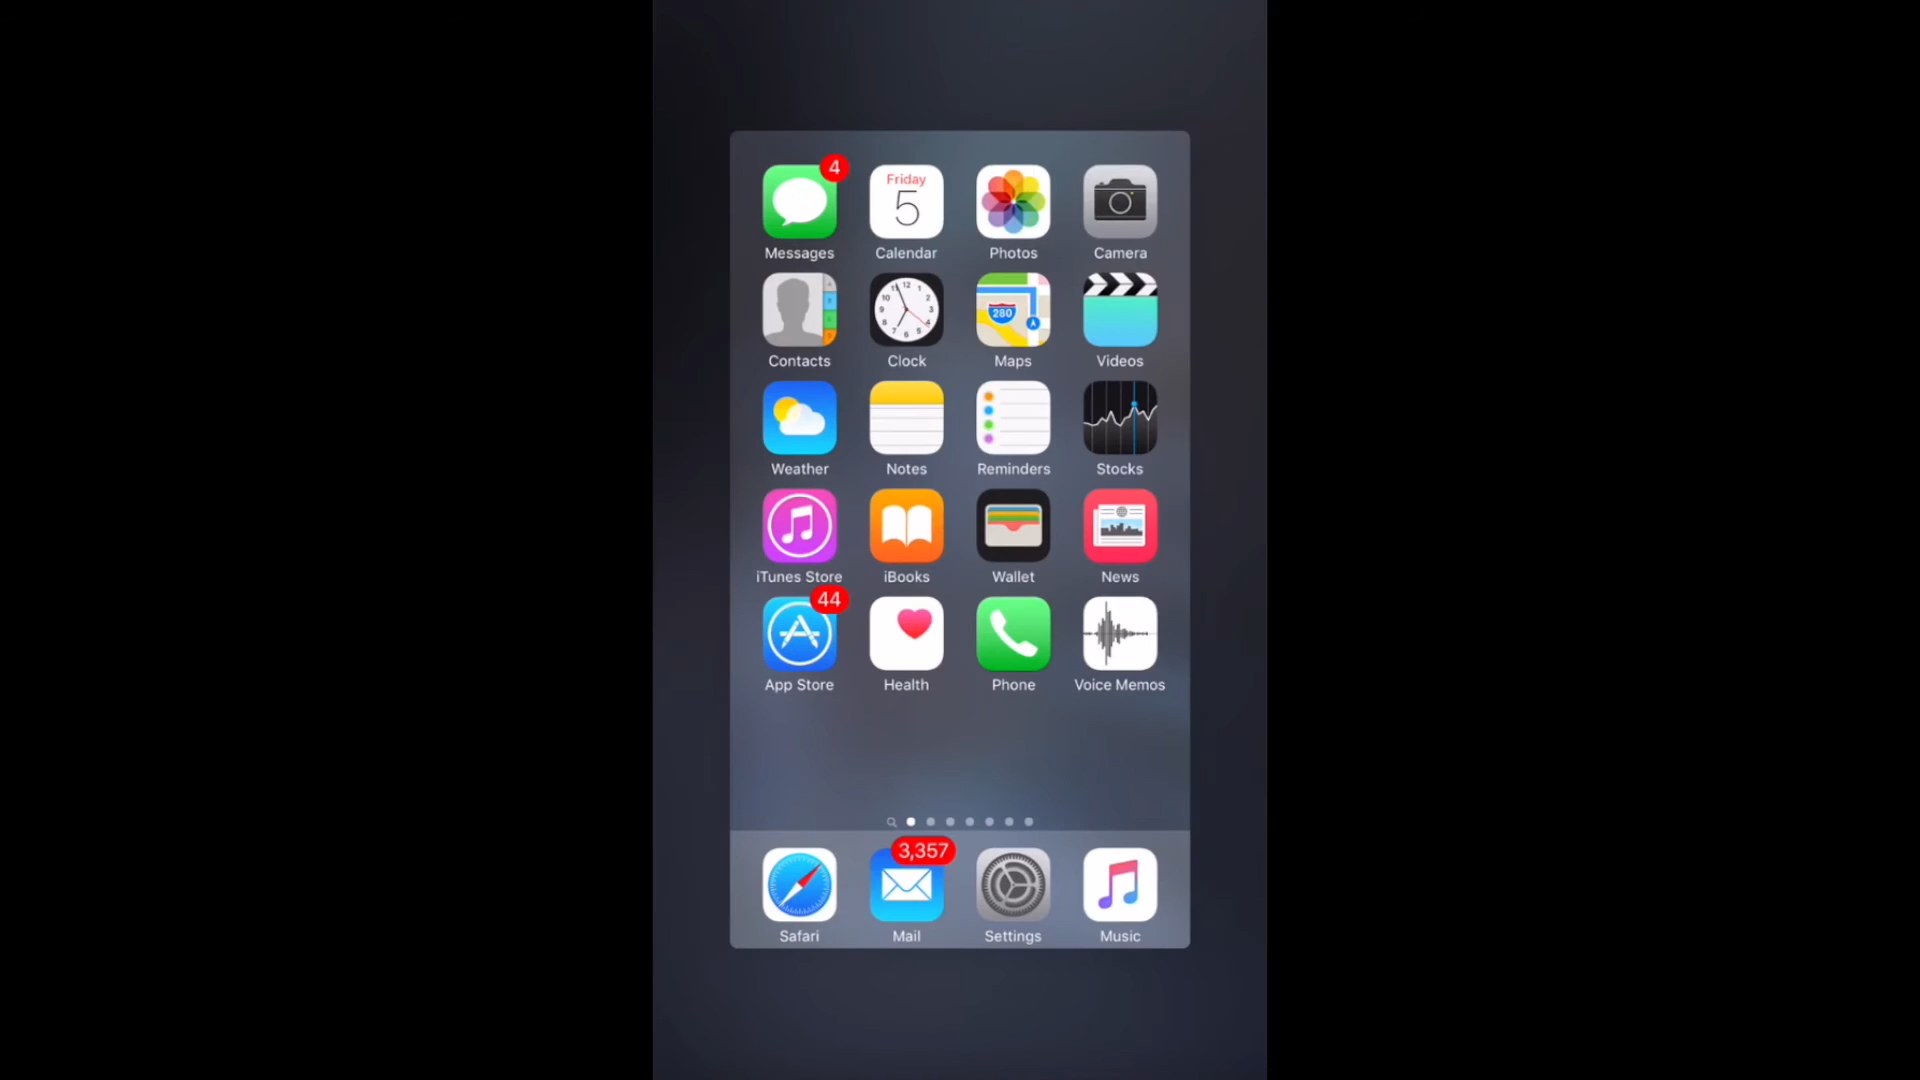 4
Friday
5
Messages Calendar Photos Camera
280
Contacts Clock Maps Videos
Weather Notes Reminders Stocks
iTunes Store iBooks Wallet News
44
App Store Health Phone Voice Memos
3,357
Safari Mail Settings Music